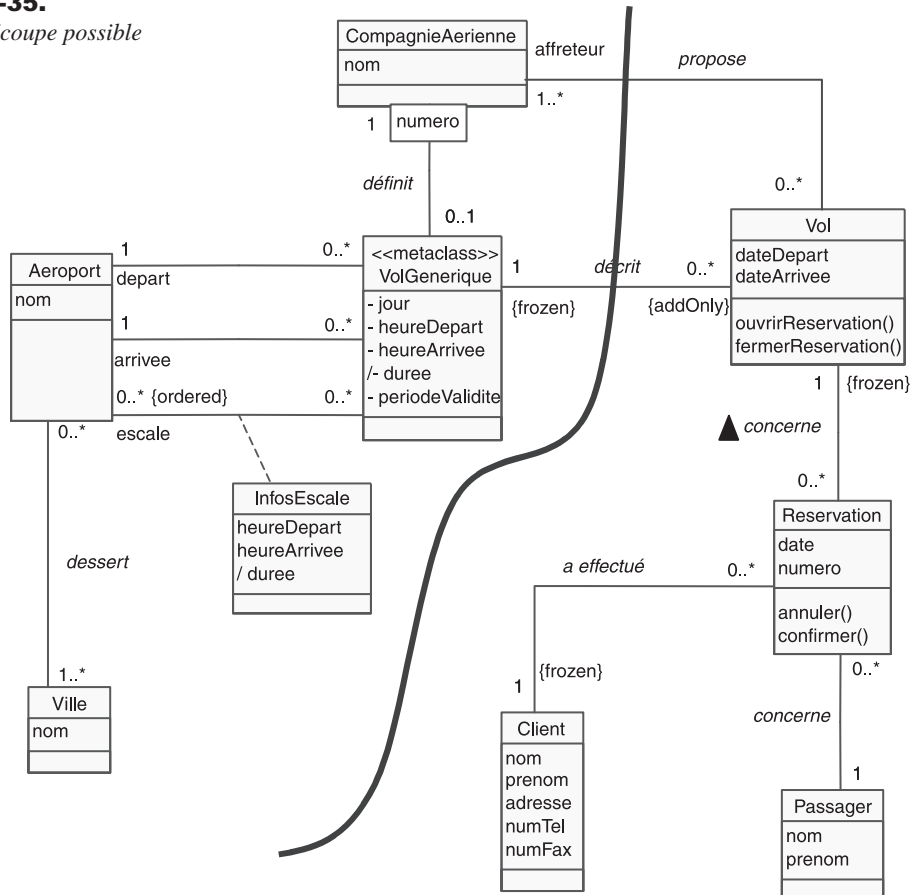 -35.
coupe possible
CompagnieAerienne
nom
affreteur
1..*
propose
1
numero
définit
0..1
0..*
Vol
dateDepart
dateArrivee
ouvrirReservation()
fermerReservation()
Aeroport
nom
1
depart
0..*
1
arrivee
0..*
0..* {ordered}
escale
0..*
<<metaclass>>
VolGenerique
- jour
- heureDepart
- heureArrivee
/- duree
- periodeValidite
1
{frozen}
décrit
0..*
{addOnly}
1
{frozen}
concerne
0..*
0..*
InfosEscale
heureDepart
heureArrivee
/ duree
Reservation
date
numero
annuler()
confirmer()
dessert
a effectué
0..*
1..*
Ville
nom
1
{frozen}
0..*
concerne
1
Client
nom
prenom
adresse
numTel
numFax
Passager
nom
prenom